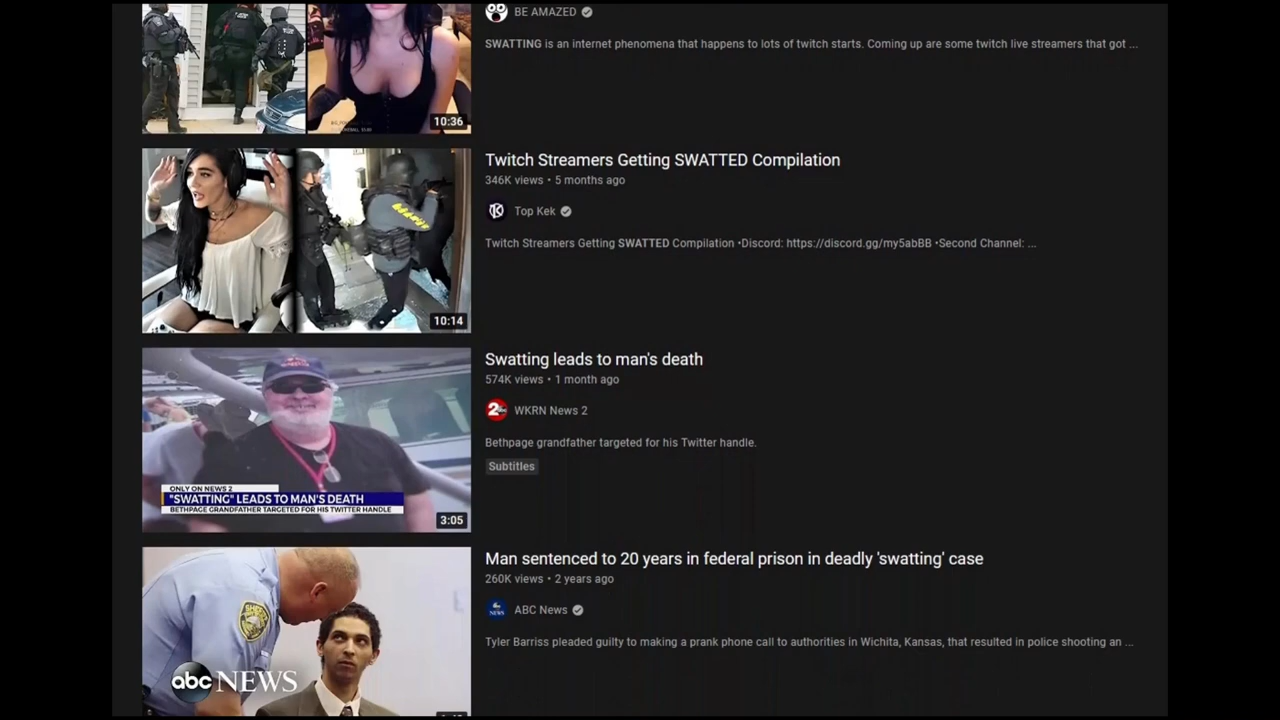 BE AMAZED
SWATTING is an internet phenomena that happens to lots of twitch starts. Coming up are some twitch live streamers that got ...
10:36
Twitch Streamers Getting SWATTED Compilation
346K views • 5 months ago
Top Kek
Twitch Streamers Getting SWATTED Compilation •Discord: https://discord.gg/my5abBB •Second Channel: ...
10:14
Swatting leads to man's death
574K views • 1 month ago
2 WKRN News 2
Bethpage grandfather targeted for his Twitter handle.
Subtitles
ONLY ON NEWS 2
"SWATTING" LEADS TO MAN'S DEATH
BETHPAGE GRANDFATHER TARGETED FOR HIS TWITTER HANDLE
3:05
Man sentenced to 20 years in federal prison in deadly 'swatting' case
260K views • 2 years ago
NEWS ABC News
Tyler Barriss pleaded guilty to making a prank phone call to authorities in Wichita, Kansas, that resulted in police shooting an ...
SHERIFF
abc NEWS